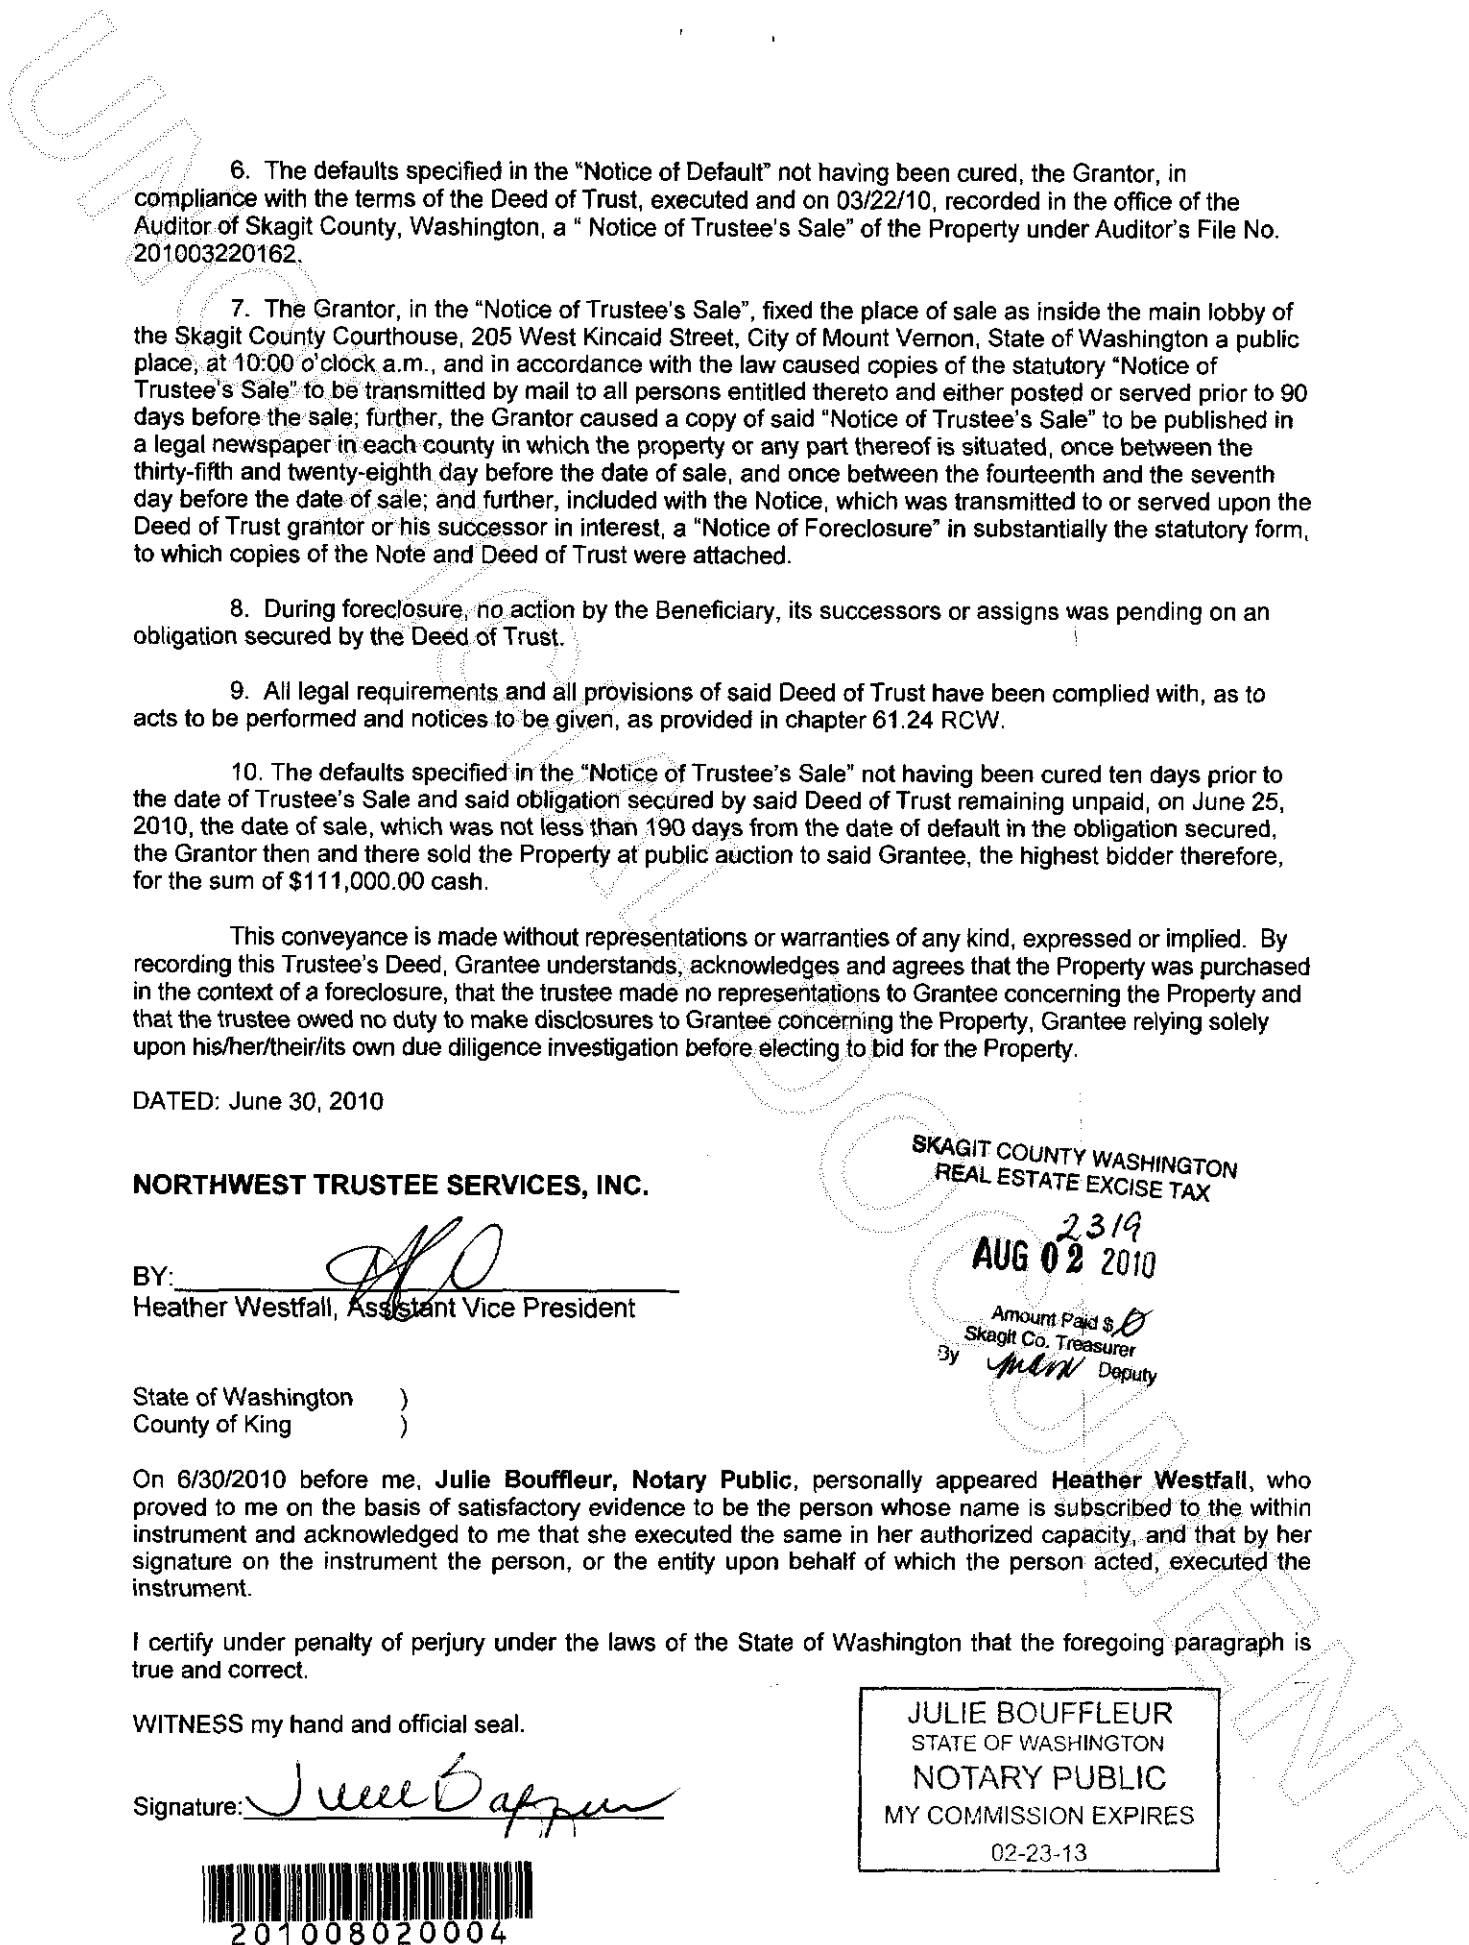 6. The defaults specified in the “Notice of Default” not having been cured, the Grantor, in
compliance with the terms of the Deed of Trust, executed and on 03/22/10, recorded in the office of the
Auditor of Skagit County, Washington, a “ Notice of Trustee's Sale” of the Property under Auditor’s File No.
201003220162.
7. The Grantor, in the “Notice of Trustee’s Sale”, fixed the place of sale as inside the main lobby of
the Skagit County Courthouse, 205 West Kincaid Street, City of Mount Vernon, State of Washington a public
place, at 10:00 o’clock a.m., and in accordance with the law caused copies of the statutory “Notice of
Trustee’s Sale” to be transmitted by mail to all persons entitled thereto and either posted or served prior to 90
days before the sale; further, the Grantor caused a copy of said “Notice of Trustee’s Sale” to be published in
a legal newspaper in each county in which the property or any part thereof is situated, once between the
thirty-fifth and twenty-eighth day before the date of sale, and once between the fourteenth and the seventh
day before the date of sale; and further, included with the Notice, which was transmitted to or served upon the
Deed of Trust grantor or his successor in interest, a “Notice of Foreclosure” in substantially the statutory form,
to which copies of the Note and Deed of Trust were attached.
8. During foreclosure, no action by the Beneficiary, its successors or assigns was pending on an
obligation secured by the Deed of Trust.
9. All legal requirements and all provisions of said Deed of Trust have been complied with, as to
acts to be performed and notices to be given, as provided in chapter 61.24 RCW.
10. The defaults specified in the “Notice of Trustee’s Sale” not having been cured ten days prior to
the date of Trustee’s Sale and said obligation secured by said Deed of Trust remaining unpaid, on June 25,
2010, the date of sale, which was not less than 190 days from the date of default in the obligation secured,
the Grantor then and there sold the Property at public auction to said Grantee, the highest bidder therefore,
for the sum of $111,000.00 cash.
This conveyance is made without representations or warranties of any kind, expressed or implied. By
recording this Trustee’s Deed, Grantee understands, acknowledges and agrees that the Property was purchased
in the context of a foreclosure, that the trustee made no representations to Grantee concerning the Property and
that the trustee owed no duty to make disclosures to Grantee concerning the Property, Grantee relying solely
upon his/her/their/its own due diligence investigation before electing to bid for the Property.
DATED: June 30, 2010
SKAGIT COUNTY WASHINGTON
REAL ESTATE EXCISE TAX
2319
AUG 02 2010
Amount Paid $ 0
Skagit Co. Treasurer
By Deputy
NORTHWEST TRUSTEE SERVICES, INC.
BY:
Heather Westfall, Assistant Vice President
State of Washington )
County of King )
On 6/30/2010 before me, Julie Bouffleur, Notary Public, personally appeared Heather Westfall, who
proved to me on the basis of satisfactory evidence to be the person whose name is subscribed to the within
instrument and acknowledged to me that she executed the same in her authorized capacity, and that by her
signature on the instrument the person, or the entity upon behalf of which the person acted, executed the
instrument.
I certify under penalty of perjury under the laws of the State of Washington that the foregoing paragraph is
true and correct.
WITNESS my hand and official seal.
Signature:
JULIE BOUFFLEUR
STATE OF WASHINGTON
NOTARY PUBLIC
MY COMMISSION EXPIRES
02-23-13
201008020004
UNOFFICIAL DOCUMENT